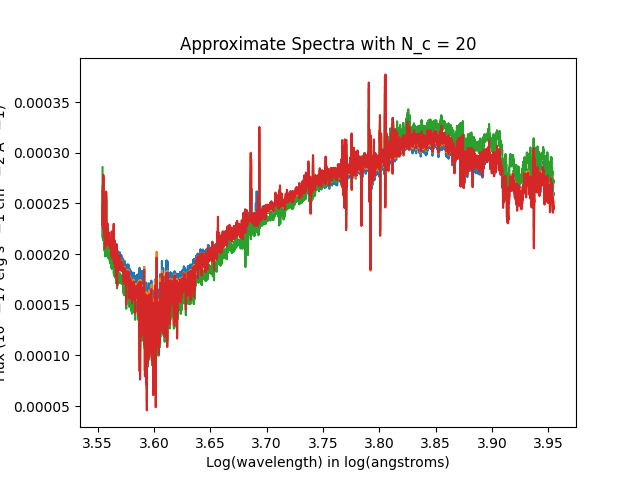 Approximate Spectra with N_c = 20
0.00035
0.00030
0.00025
0.00020
0.00015
0.00010
0.00005
3.55 3.60 3.65 3.70 3.75 3.80 3.85 3.90 3.95
Log(wavelength) in log(angstroms)